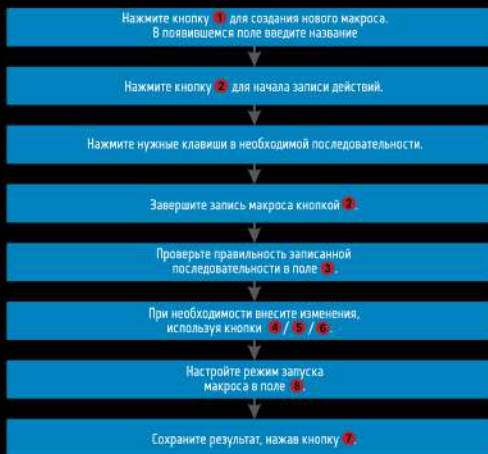 Нажмите кнопку 1 для создания нового макроса.
В появившемся поле введите название
Нажмите кнопку 2 для начала записи действий.
Нажмите нужные клавиши в необходимой последовательности.
Завершите запись макроса кнопкой 2.
Проверьте правильность записанной
последовательности в поле 3.
При необходимости внесите изменения,
используя кнопки 4 / 5 / 6.
Настройте режим запуска
макроса в поле 8.
Сохраните результат, нажав кнопку 7.